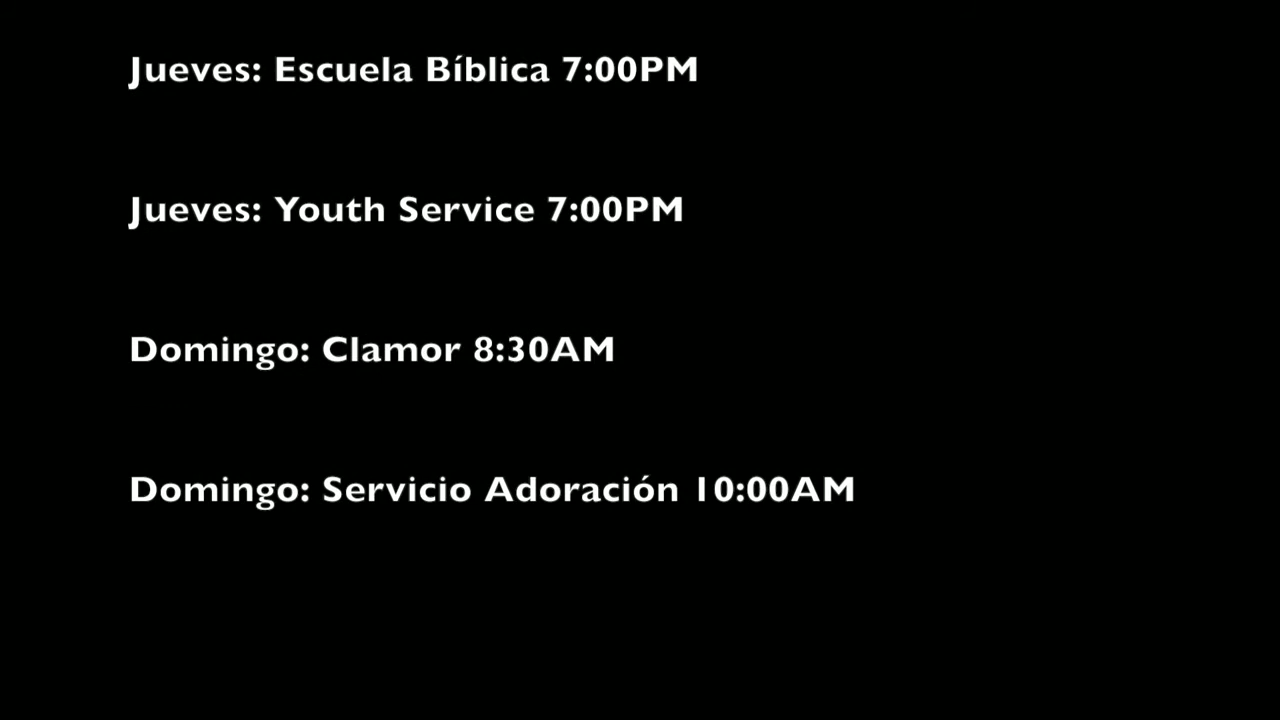 Jueves: Escuela Bíblica 7:00PM
Jueves: Youth Service 7:00PM
Domingo: Clamor 8:30AM
Domingo: Servicio Adoración 10:00AM